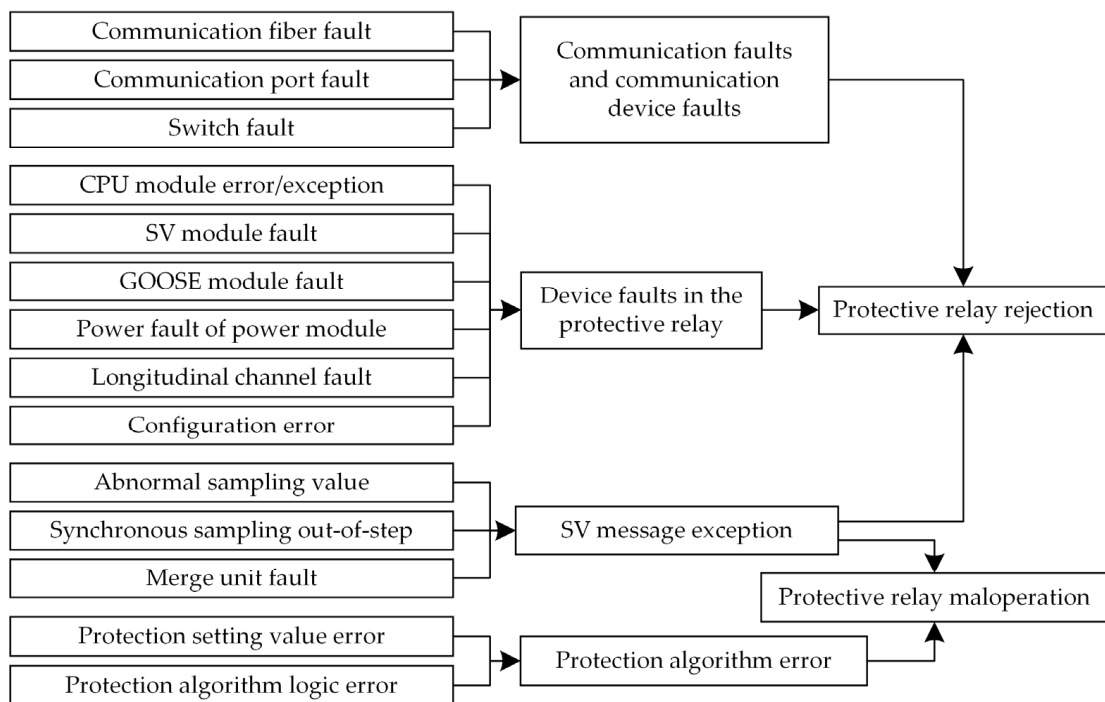 Communication fiber fault
Communication port fault
Switch fault
Communication faults
and communication
device faults
CPU module error/exception
SV module fault
GOOSE module fault
Power fault of power module
Longitudinal channel fault
Configuration error
Device faults in the
protective relay
Protective relay rejection
Abnormal sampling value
Synchronous sampling out-of-step
Merge unit fault
SV message exception
Protective relay maloperation
Protection setting value error
Protection algorithm logic error
Protection algorithm error